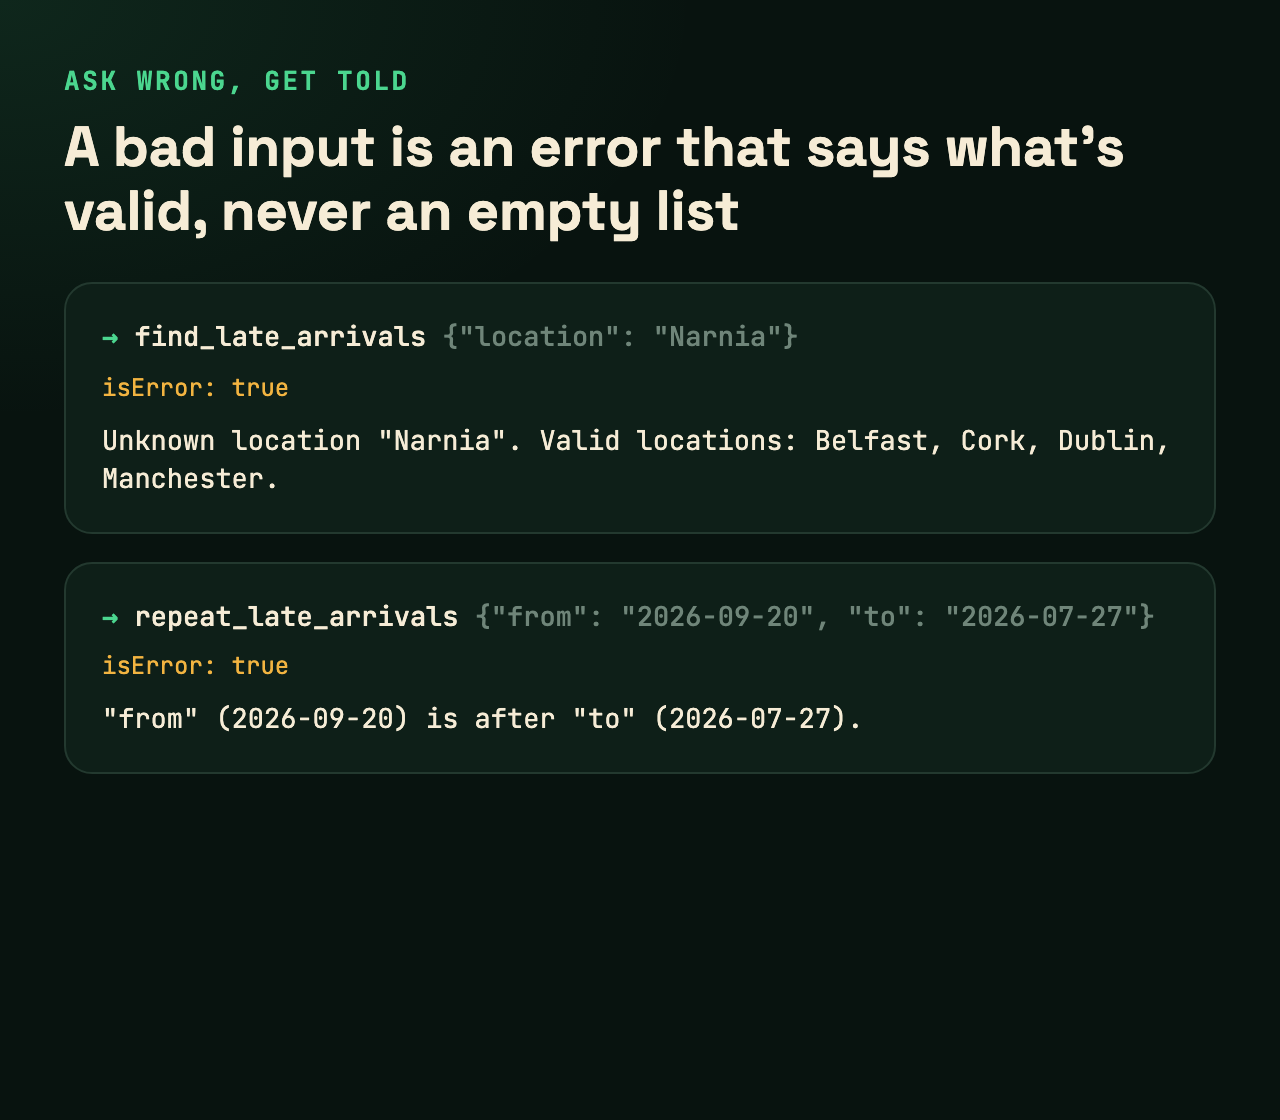 ASK WRONG, GET TOLD
A bad input is an error that says what’s
valid, never an empty list
→ find_late_arrivals {"location": "Narnia"}
isError: true
Unknown location "Narnia". Valid locations: Belfast, Cork, Dublin,
Manchester.
→ repeat_late_arrivals {"from": "2026-09-20", "to": "2026-07-27"}
isError: true
"from" (2026-09-20) is after "to" (2026-07-27).